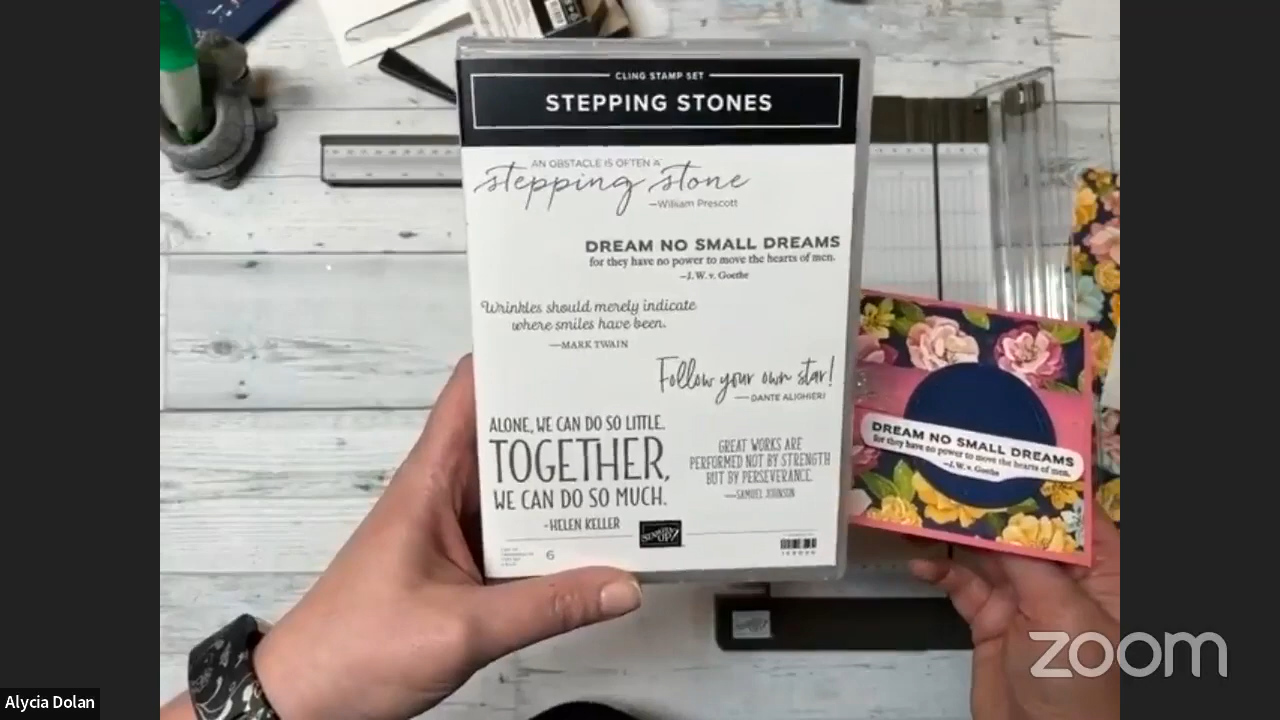 CLING STAMP SET
STEPPING STONES
AN OBSTACLE IS OFTEN A
stepping stone
—William Prescott
DREAM NO SMALL DREAMS
for they have no power to move the hearts of men.
—J. W. v. Goethe
Wrinkles should merely indicate
where smiles have been.
—MARK TWAIN
Follow your own star!
— DANTE ALIGHIERI
ALONE, WE CAN DO SO LITTLE.
TOGETHER,
WE CAN DO SO MUCH.
-HELEN KELLER
GREAT WORKS ARE
PERFORMED NOT BY STRENGTH
BUT BY PERSEVERANCE.
—SAMUEL JOHNSON
STAMPIN' UP!
6
DREAM NO SMALL DREAMS
for they have no power to move the hearts of men.
—J. W. v. Goethe
zoom
Alycia Dolan